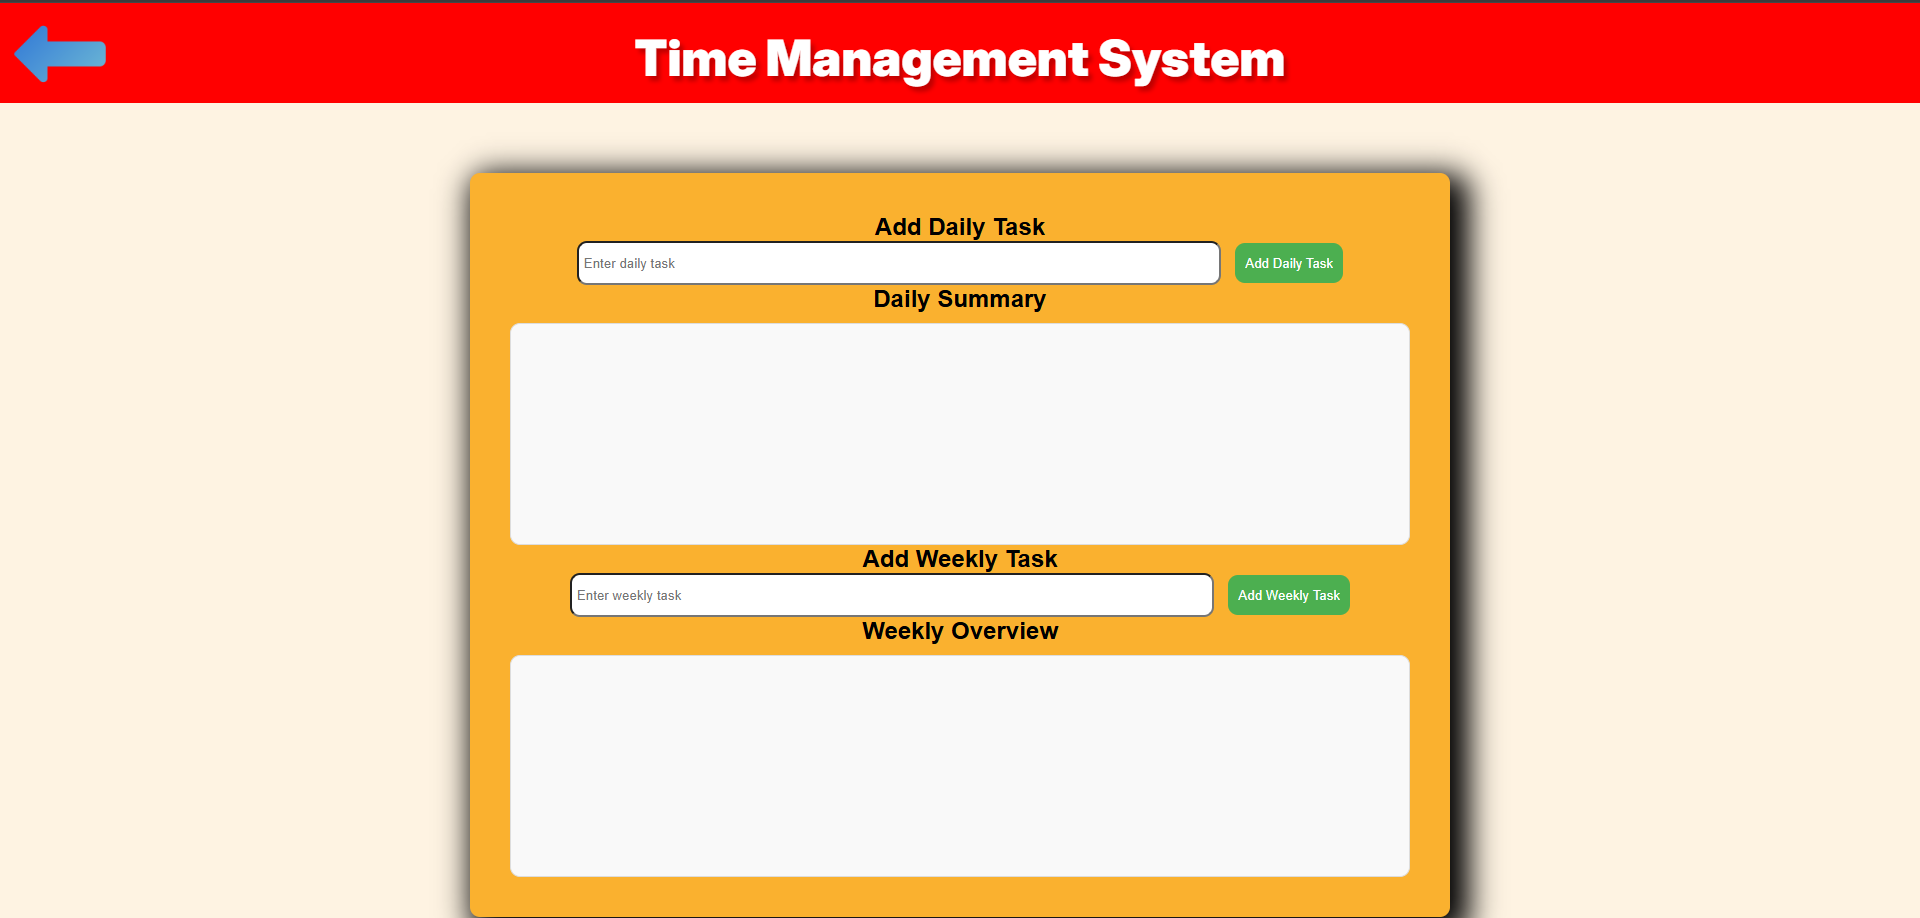 Time Management System
Add Daily Task
Enter daily task
Add Daily Task
Daily Summary
Add Weekly Task
Enter weekly task
Add Weekly Task
Weekly Overview